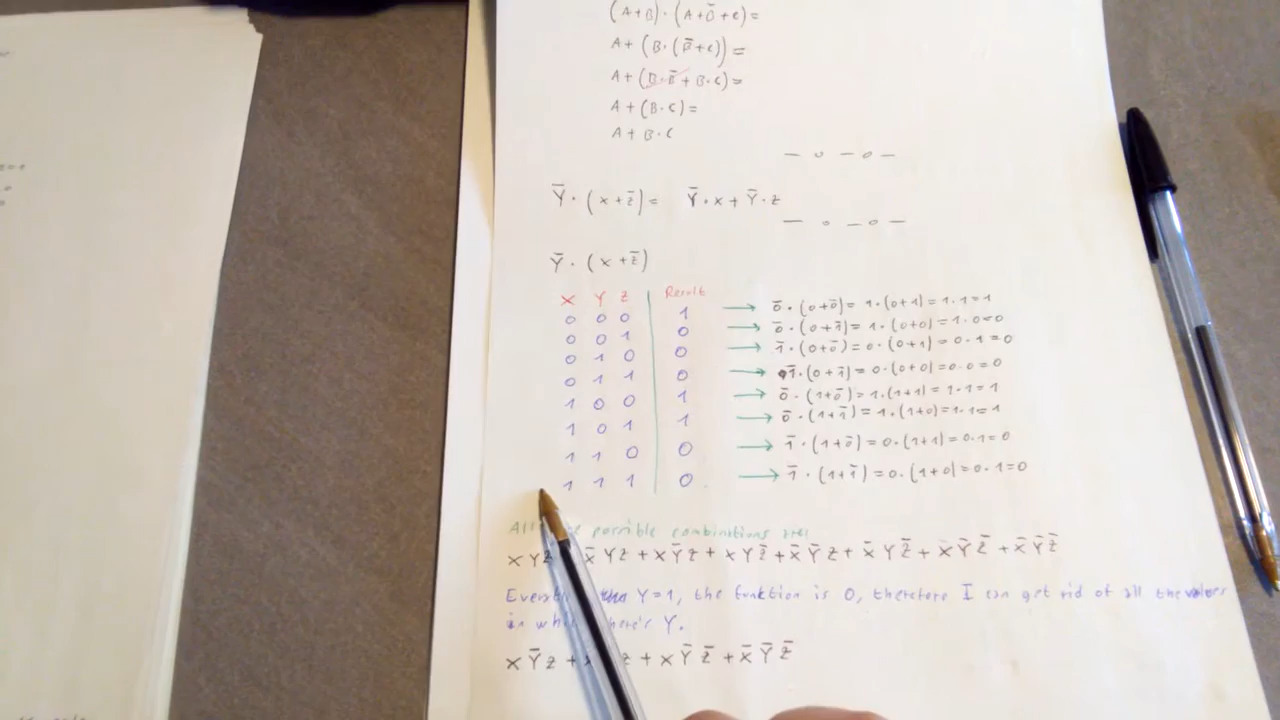 (A+B)·(A+B̄+C)=
A+(B·(B̄+C))=
A+(B·B̄+B·C)=
A+(B·C)=
A+B·C
Ȳ·(x+z̄)= Ȳ·x+Ȳ·z
Ȳ·(x+z̄)
X Y Z Result
0 0 0 1 → 0̄·(0+0̄)=1·(0+1)=1·1=1
0 0 1 0 → 0̄·(0+1̄)=1·(0+0)=1·0=0
0 1 0 0 → 1̄·(0+0̄)=0·(0+1)=0·1=0
0 1 1 0 → 1̄·(0+1̄)=0·(0+0)=0·0=0
1 0 0 1 → 0̄·(1+0̄)=1·(1+1)=1·1=1
1 0 1 1 → 0̄·(1+1̄)=1·(1+0)=1·1=1
1 1 0 0 → 1̄·(1+0̄)=0·(1+1)=0·1=0
1 1 1 0 → 1̄·(1+1̄)=0·(1+0)=0·1=0
possible combinations are:
XYZ X̄YZ+XȲZ+XYZ̄+X̄ȲZ+X̄YZ̄+XȲZ̄+X̄ȲZ̄
Y=1, the funktion is 0, therefore I can get rid of all the values
in there's Y.
XȲZ+ Z+XȲZ̄+X̄ȲZ̄